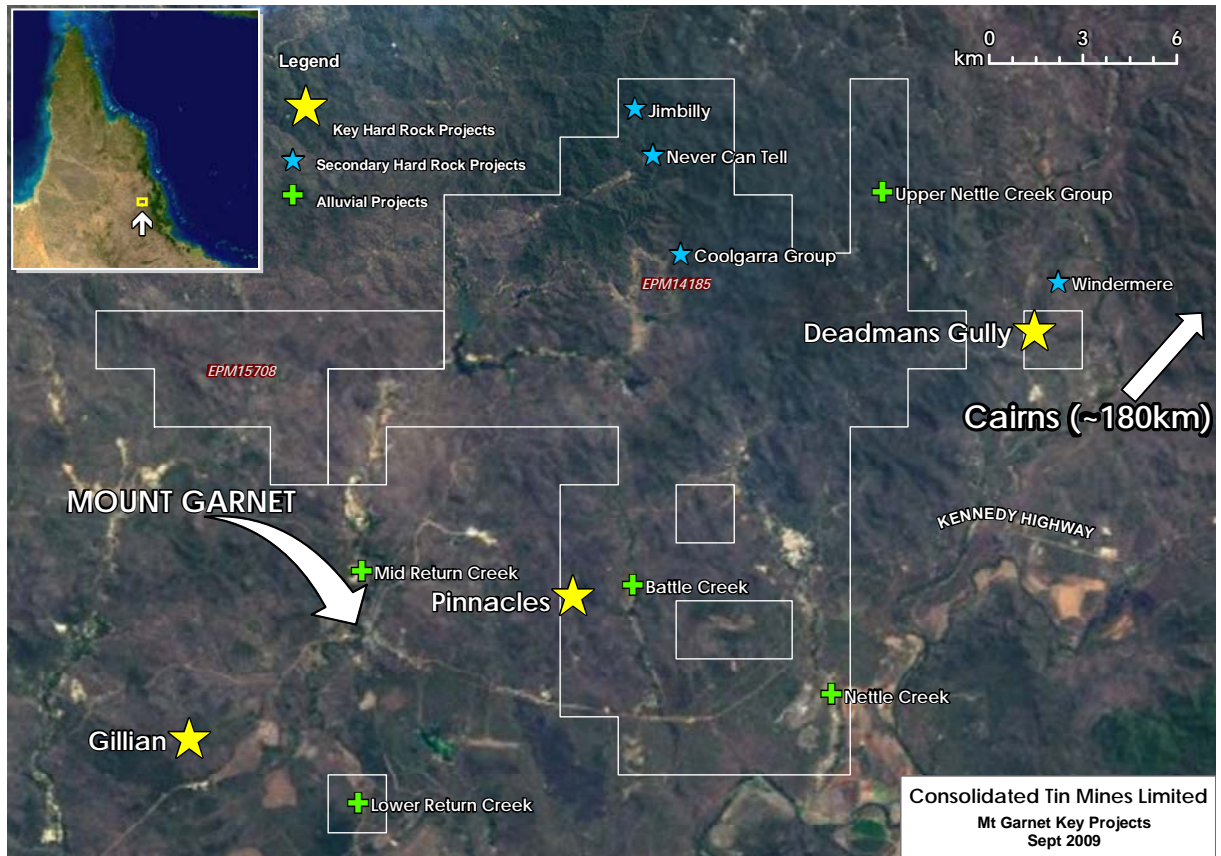 0 3 6
km
Legend
Key Hard Rock Projects
Secondary Hard Rock Projects
Alluvial Projects
Jimbilly
Never Can Tell
Upper Nettle Creek Group
Coolgarra Group
EPM14185
Windermere
Deadmans Gully
EPM15708
Cairns (~180km)
MOUNT GARNET
KENNEDY HIGHWAY
Mid Return Creek
Battle Creek
Pinnacles
Nettle Creek
Gillian
Lower Return Creek
Consolidated Tin Mines Limited
Mt Garnet Key Projects
Sept 2009